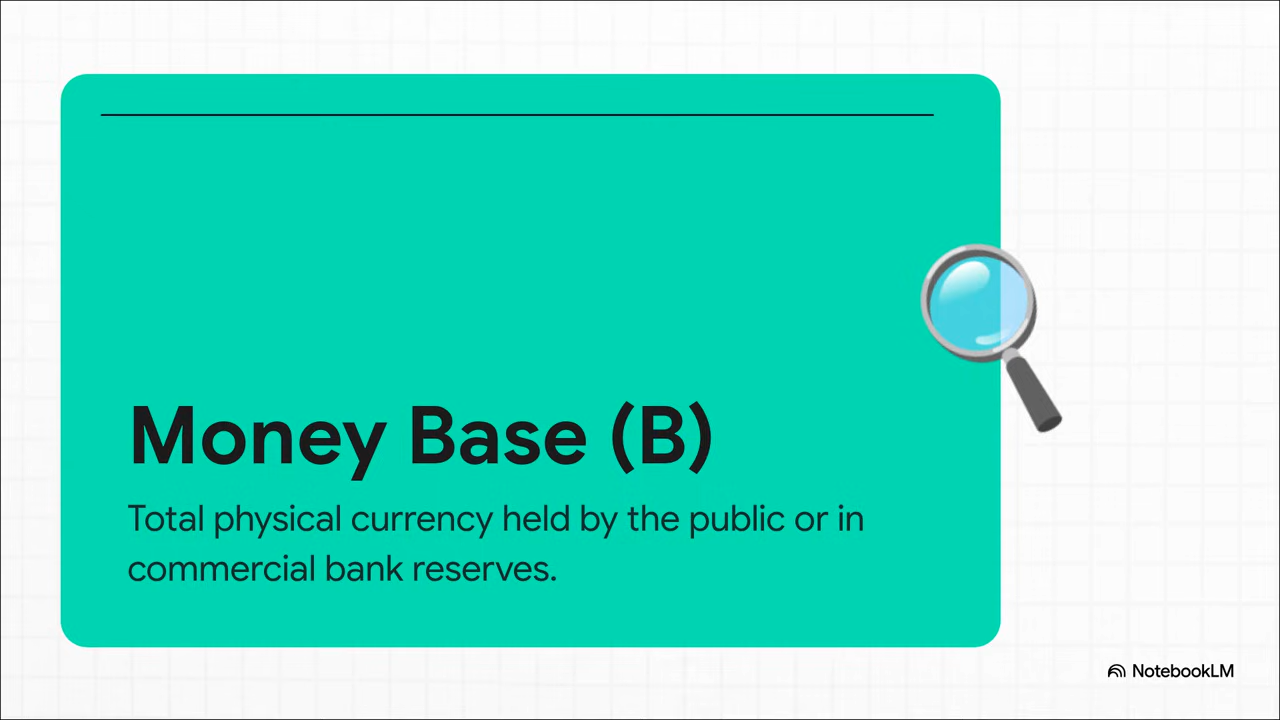 Money Base (B)
Total physical currency held by the public or in
commercial bank reserves.
NotebookLM